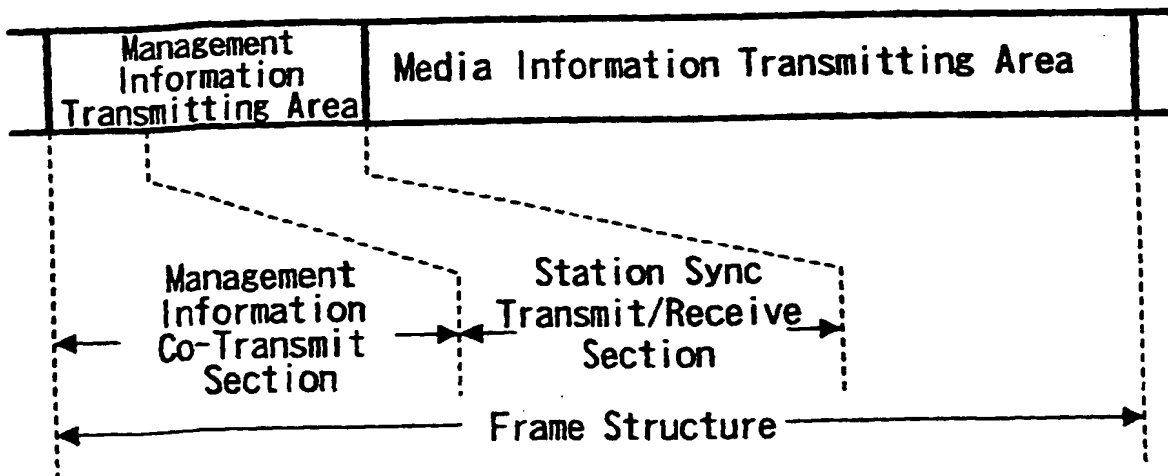 Management
Information
Transmitting Area
Media Information Transmitting Area
Management
Information
Co-Transmit
Section
Station Sync
Transmit/Receive
Section
Frame Structure